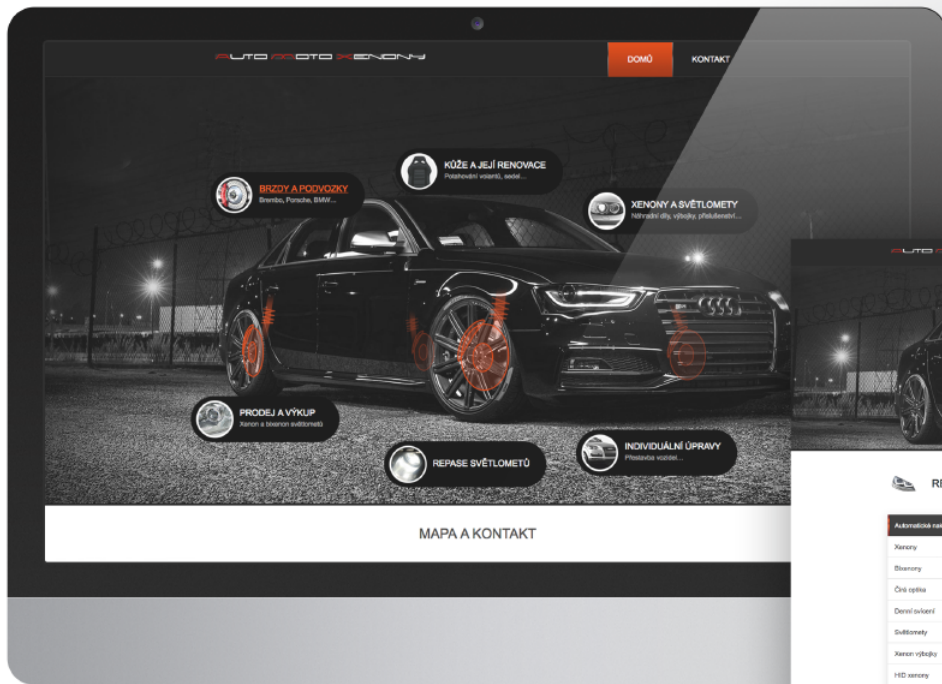 AUTO MOTO XENONY
DOMŮ
KONTAKT
KŮŽE A JEJÍ RENOVACE
Potahování volantů, sedel...
BRZDY A PODVOZKY
Brembo, Porsche, BMW...
XENONY A SVĚTLOMETY
Náhradní díly, výbojky, příslušenství...
PRODEJ A VÝKUP
Xenon a bixenon světlometů
INDIVIDUÁLNÍ ÚPRAVY
Přestavba vozidel...
REPASE SVĚTLOMETŮ
MAPA A KONTAKT
AUTO
Automatické
Xenony
Bixenony
Čirá optika
Denní svícení
Světlomety
Xenon výbojky
HID xenony